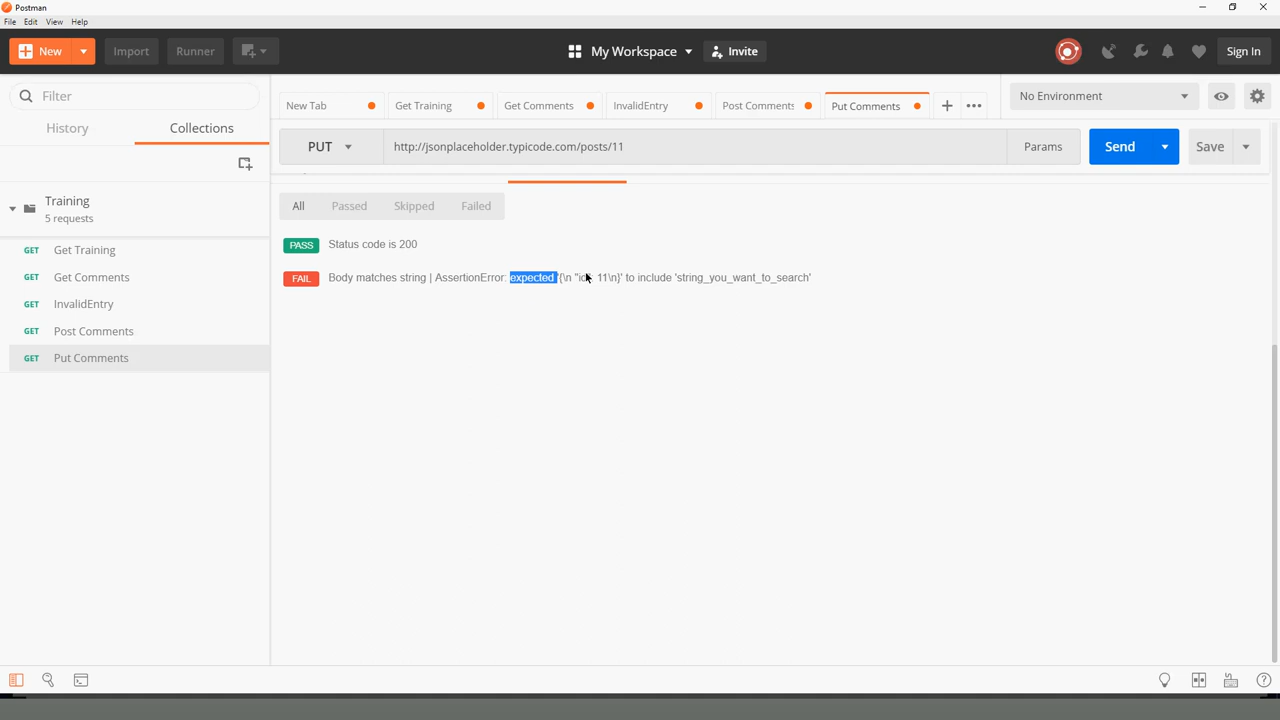 Postman
File Edit View Help
New Import Runner My Workspace Invite Sign In
Filter
History Collections
Training
5 requests
GET Get Training
GET Get Comments
GET InvalidEntry
GET Post Comments
GET Put Comments
New Tab Get Training Get Comments InvalidEntry Post Comments Put Comments No Environment
PUT http://jsonplaceholder.typicode.com/posts/11 Params Send Save
All Passed Skipped Failed
PASS Status code is 200
FAIL Body matches string | AssertionError: expected '{\n "id": 11\n}' to include 'string_you_want_to_search'